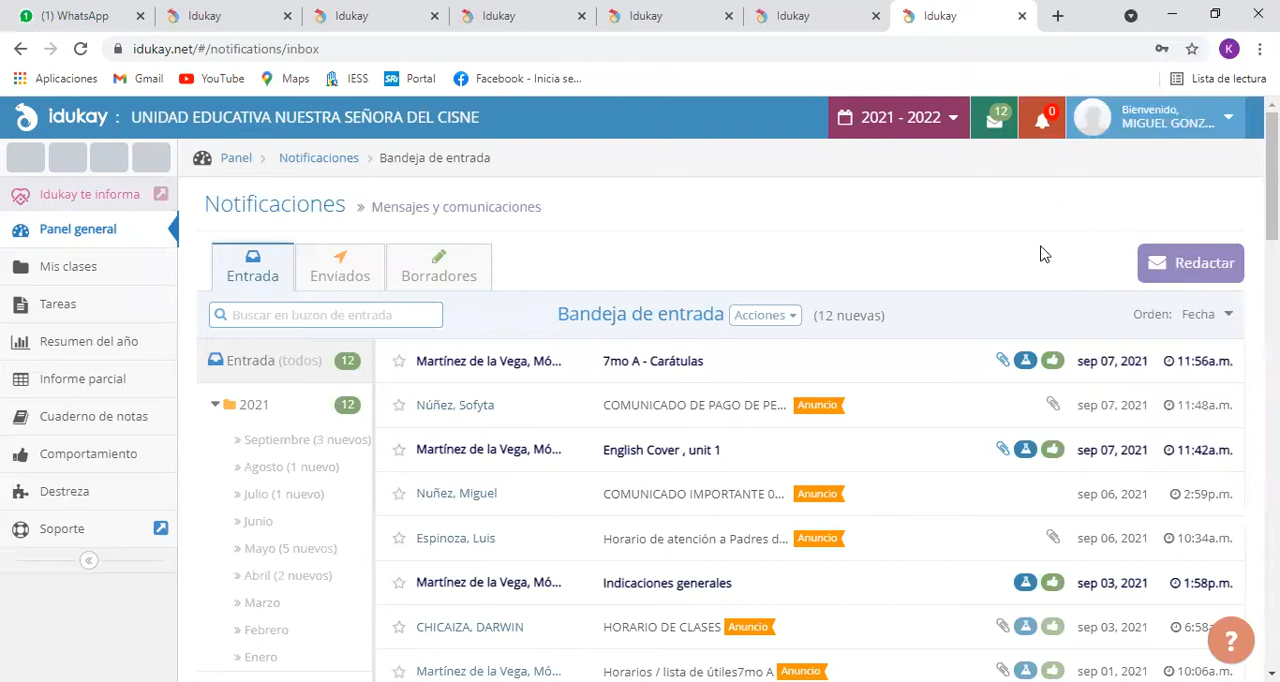 (1) WhatsApp
Idukay
Idukay
Idukay
Idukay
Idukay
Idukay
idukay.net/#/notifications/inbox
K
Aplicaciones Gmail YouTube Maps IESS SRi Portal Facebook - Inicia se... Lista de lectura
idukay : UNIDAD EDUCATIVA NUESTRA SEÑORA DEL CISNE
2021 - 2022
12
0
Bienvenido,
MIGUEL GONZ...
Panel > Notificaciones > Bandeja de entrada
Idukay te informa
Panel general
Mis clases
Tareas
Resumen del año
Informe parcial
Cuaderno de notas
Comportamiento
Destreza
Soporte
«
Notificaciones » Mensajes y comunicaciones
Entrada
Enviados
Borradores
Redactar
Buscar en buzon de entrada
Bandeja de entrada Acciones (12 nuevas)
Orden: Fecha
Entrada (todos) 12
2021 12
» Septiembre (3 nuevos)
» Agosto (1 nuevo)
» Julio (1 nuevo)
» Junio
» Mayo (5 nuevos)
» Abril (2 nuevos)
» Marzo
» Febrero
» Enero
Martínez de la Vega, Mó... 7mo A - Carátulas sep 07, 2021 11:56a.m.
Núñez, Sofyta COMUNICADO DE PAGO DE PE... Anuncio sep 07, 2021 11:48a.m.
Martínez de la Vega, Mó... English Cover , unit 1 sep 07, 2021 11:42a.m.
Nuñez, Miguel COMUNICADO IMPORTANTE 0... Anuncio sep 06, 2021 2:59p.m.
Espinoza, Luis Horario de atención a Padres d... Anuncio sep 06, 2021 10:34a.m.
Martínez de la Vega, Mó... Indicaciones generales sep 03, 2021 1:58p.m.
CHICAIZA, DARWIN HORARIO DE CLASES Anuncio sep 03, 2021 6:58a
Martínez de la Vega, Mó... Horarios / lista de útiles7mo A Anuncio sep 01, 2021 10:06a.m.
?